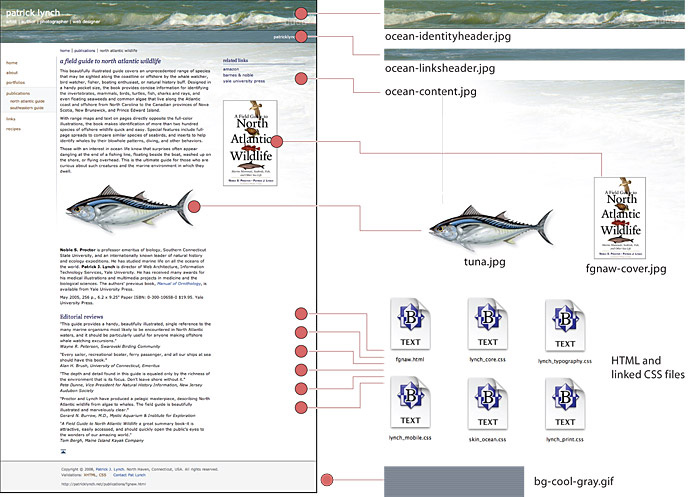 patrick.lynch
artist | author | photographer | web designer
patricklynch
home | publications | north atlantic wildlife
a field guide to north atlantic wildlife
This beautifully illustrated guide covers an unprecedented range of species
that may be sighted along the coastline or offshore by the whale watcher,
bird watcher, fisher, boating enthusiast, or natural history buff. Designed in
a handy pocket size, the book provides concise information for identifying
the invertebrates, mammals, birds, turtles, fish, sharks and rays, and
even floating seaweeds and common algae that live along the Atlantic
coast and offshore from North Carolina to the Canadian provinces of Nova
Scotia, New Brunswick, and Prince Edward Island.
With range maps and text on pages directly opposite the full-color
illustrations, the book makes identification of more than two hundred
species of offshore wildlife quick and easy. Special features include full-
page spreads to compare similar species of seabirds, and inserts to help
identify whales by their blowhole patterns, diving, and other behaviors.
Those with an interest in ocean life know that surprises often appear
dangling at the end of a fishing line, floating beside the boat, washed up on
the shore, or flying overhead. This is the ultimate guide for those who are
curious about such creatures and the marine environment in which they
dwell.
related links
amazon
barnes & noble
yale university press
home
about
portfolios
publications
north atlantic guide
southeastern guide
links
recipes
A Field Guide to
North
Atlantic
Wildlife
Noble S. Proctor • Patrick J. Lynch
Noble S. Proctor is professor emeritus of biology, Southern Connecticut
State University, and an internationally known leader of natural history
and ecology expeditions. He has studied marine life on all the oceans of
the world. Patrick J. Lynch is director of Web Architecture, Information
Technology Services, Yale University. He has received many awards for
his medical illustrations and multimedia projects in medicine and the
biological sciences. The authors' previous book, Manual of Ornithology, is
available from Yale University Press.
May 2005, 256 p., 6.2 x 9.25" Paper ISBN: 0-300-10658-0 $19.95. Yale
University Press.
Editorial reviews
"This guide provides a handy, beautifully illustrated, single reference to the
many marine organisms most likely to be encountered in North Atlantic
waters, and it should be particularly useful for anyone making offshore
whale watching excursions."
Wayne R. Petersen, Swarovski Birding Community
"Every sailor, recreational boater, ferry passenger, and all our ships at sea
should have this book."
Alan H. Brush, University of Connecticut, Emeritus
"The depth and detail found in this guide is equaled only by the richness of
the environment that is its focus. Don't leave shore without it."
Pete Dunne, Vice President for Natural History Information, New Jersey
Audubon Society
"Proctor and Lynch have produced a pelagic masterpiece, describing North
Atlantic wildlife from algae to whales. The field guide is beautifully
illustrated and marvelously clear."
Gerard N. Burrow, M.D., Mystic Aquarium & Institute for Exploration
"A Field Guide to North Atlantic Wildlife a great summary book-it is
attractive, easily accessed, and should quickly open the public's eyes to
the wonders of our amazing world."
Tom Bergh, Maine Island Kayak Company
Copyright © 2008, Patrick J. Lynch, North Haven, Connecticut, USA. All rights reserved.
Validations: XHTML, CSS Contact Pat Lynch
http://patricklynch.net/publications/fgnaw.html
ocean-identityheader.jpg
ocean-linksheader.jpg
ocean-content.jpg
tuna.jpg
A Field Guide to
North
Atlantic
Wildlife
Noble S. Proctor • Patrick J. Lynch
fgnaw-cover.jpg
TEXT
TEXT
TEXT
fgnaw.html
lynch_core.css
lynch_typography.css
TEXT
TEXT
TEXT
lynch_mobile.css
skin_ocean.css
lynch_print.css
HTML and
linked CSS files
bg-cool-gray.gif